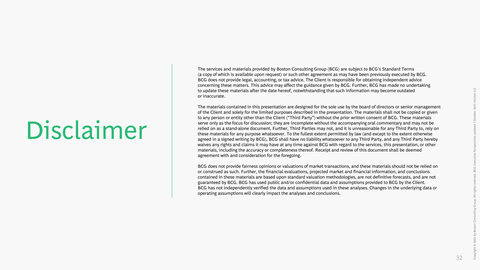 Disclaimer
The services and materials provided by Boston Consulting Group (BCG) are subject to BCG's Standard Terms
(a copy of which is available upon request) or such other agreement as may have been previously executed by BCG.
BCG does not provide legal, accounting, or tax advice. The Client is responsible for obtaining independent advice
concerning these matters. This advice may affect the guidance given by BCG. Further, BCG has made no undertaking
to update these materials after the date hereof, notwithstanding that such information may become outdated
or inaccurate.
The materials contained in this presentation are designed for the sole use by the board of directors or senior management
of the Client and solely for the limited purposes described in the presentation. The materials shall not be copied or given
to any person or entity other than the Client ("Third Party") without the prior written consent of BCG. These materials
serve only as the focus for discussion; they are incomplete without the accompanying oral commentary and may not be
relied on as a stand-alone document. Further, Third Parties may not, and it is unreasonable for any Third Party to, rely on
these materials for any purpose whatsoever. To the fullest extent permitted by law (and except to the extent otherwise
agreed in a signed writing by BCG), BCG shall have no liability whatsoever to any Third Party, and any Third Party hereby
waives any rights and claims it may have at any time against BCG with regard to the services, this presentation, or other
materials, including the accuracy or completeness thereof. Receipt and review of this document shall be deemed
agreement with and consideration for the foregoing.
BCG does not provide fairness opinions or valuations of market transactions, and these materials should not be relied on
or construed as such. Further, the financial evaluations, projected market and financial information, and conclusions
contained in these materials are based upon standard valuation methodologies, are not definitive forecasts, and are not
guaranteed by BCG. BCG has used public and/or confidential data and assumptions provided to BCG by the Client.
BCG has not independently verified the data and assumptions used in these analyses. Changes in the underlying data or
operating assumptions will clearly impact the analyses and conclusions.
32